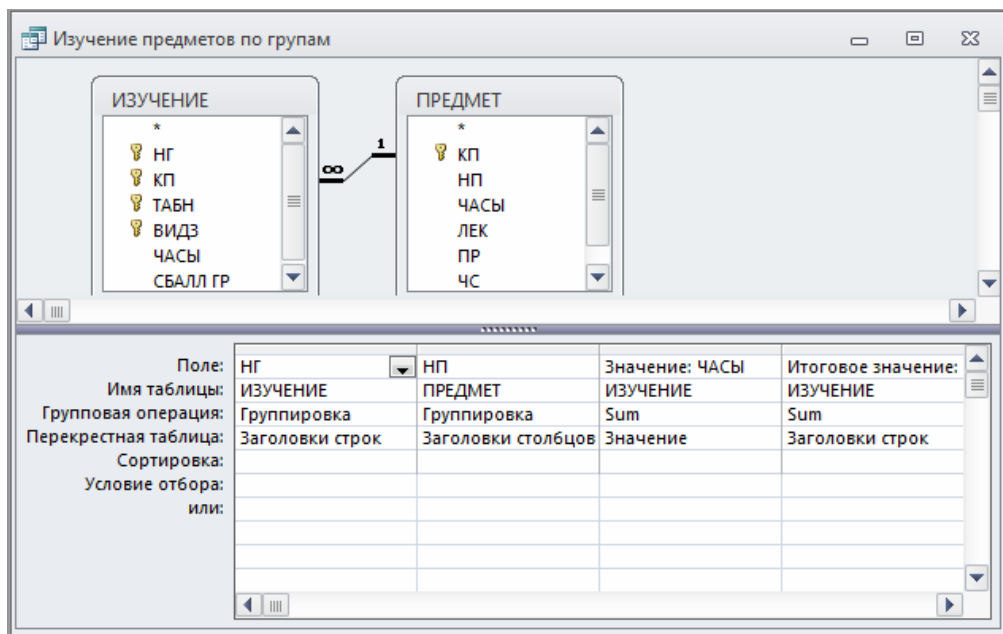 Изучение предметов по групам
ИЗУЧЕНИЕ
*
НГ
КП
ТАБН
ВИДЗ
ЧАСЫ
СБАЛЛ ГР
∞ 1
ПРЕДМЕТ
*
КП
НП
ЧАСЫ
ЛЕК
ПР
ЧС
Поле: НГ НП Значение: ЧАСЫ Итоговое значение:
Имя таблицы: ИЗУЧЕНИЕ ПРЕДМЕТ ИЗУЧЕНИЕ ИЗУЧЕНИЕ
Групповая операция: Группировка Группировка Sum Sum
Перекрестная таблица: Заголовки строк Заголовки столбцов Значение Заголовки строк
Сортировка:
Условие отбора:
или: